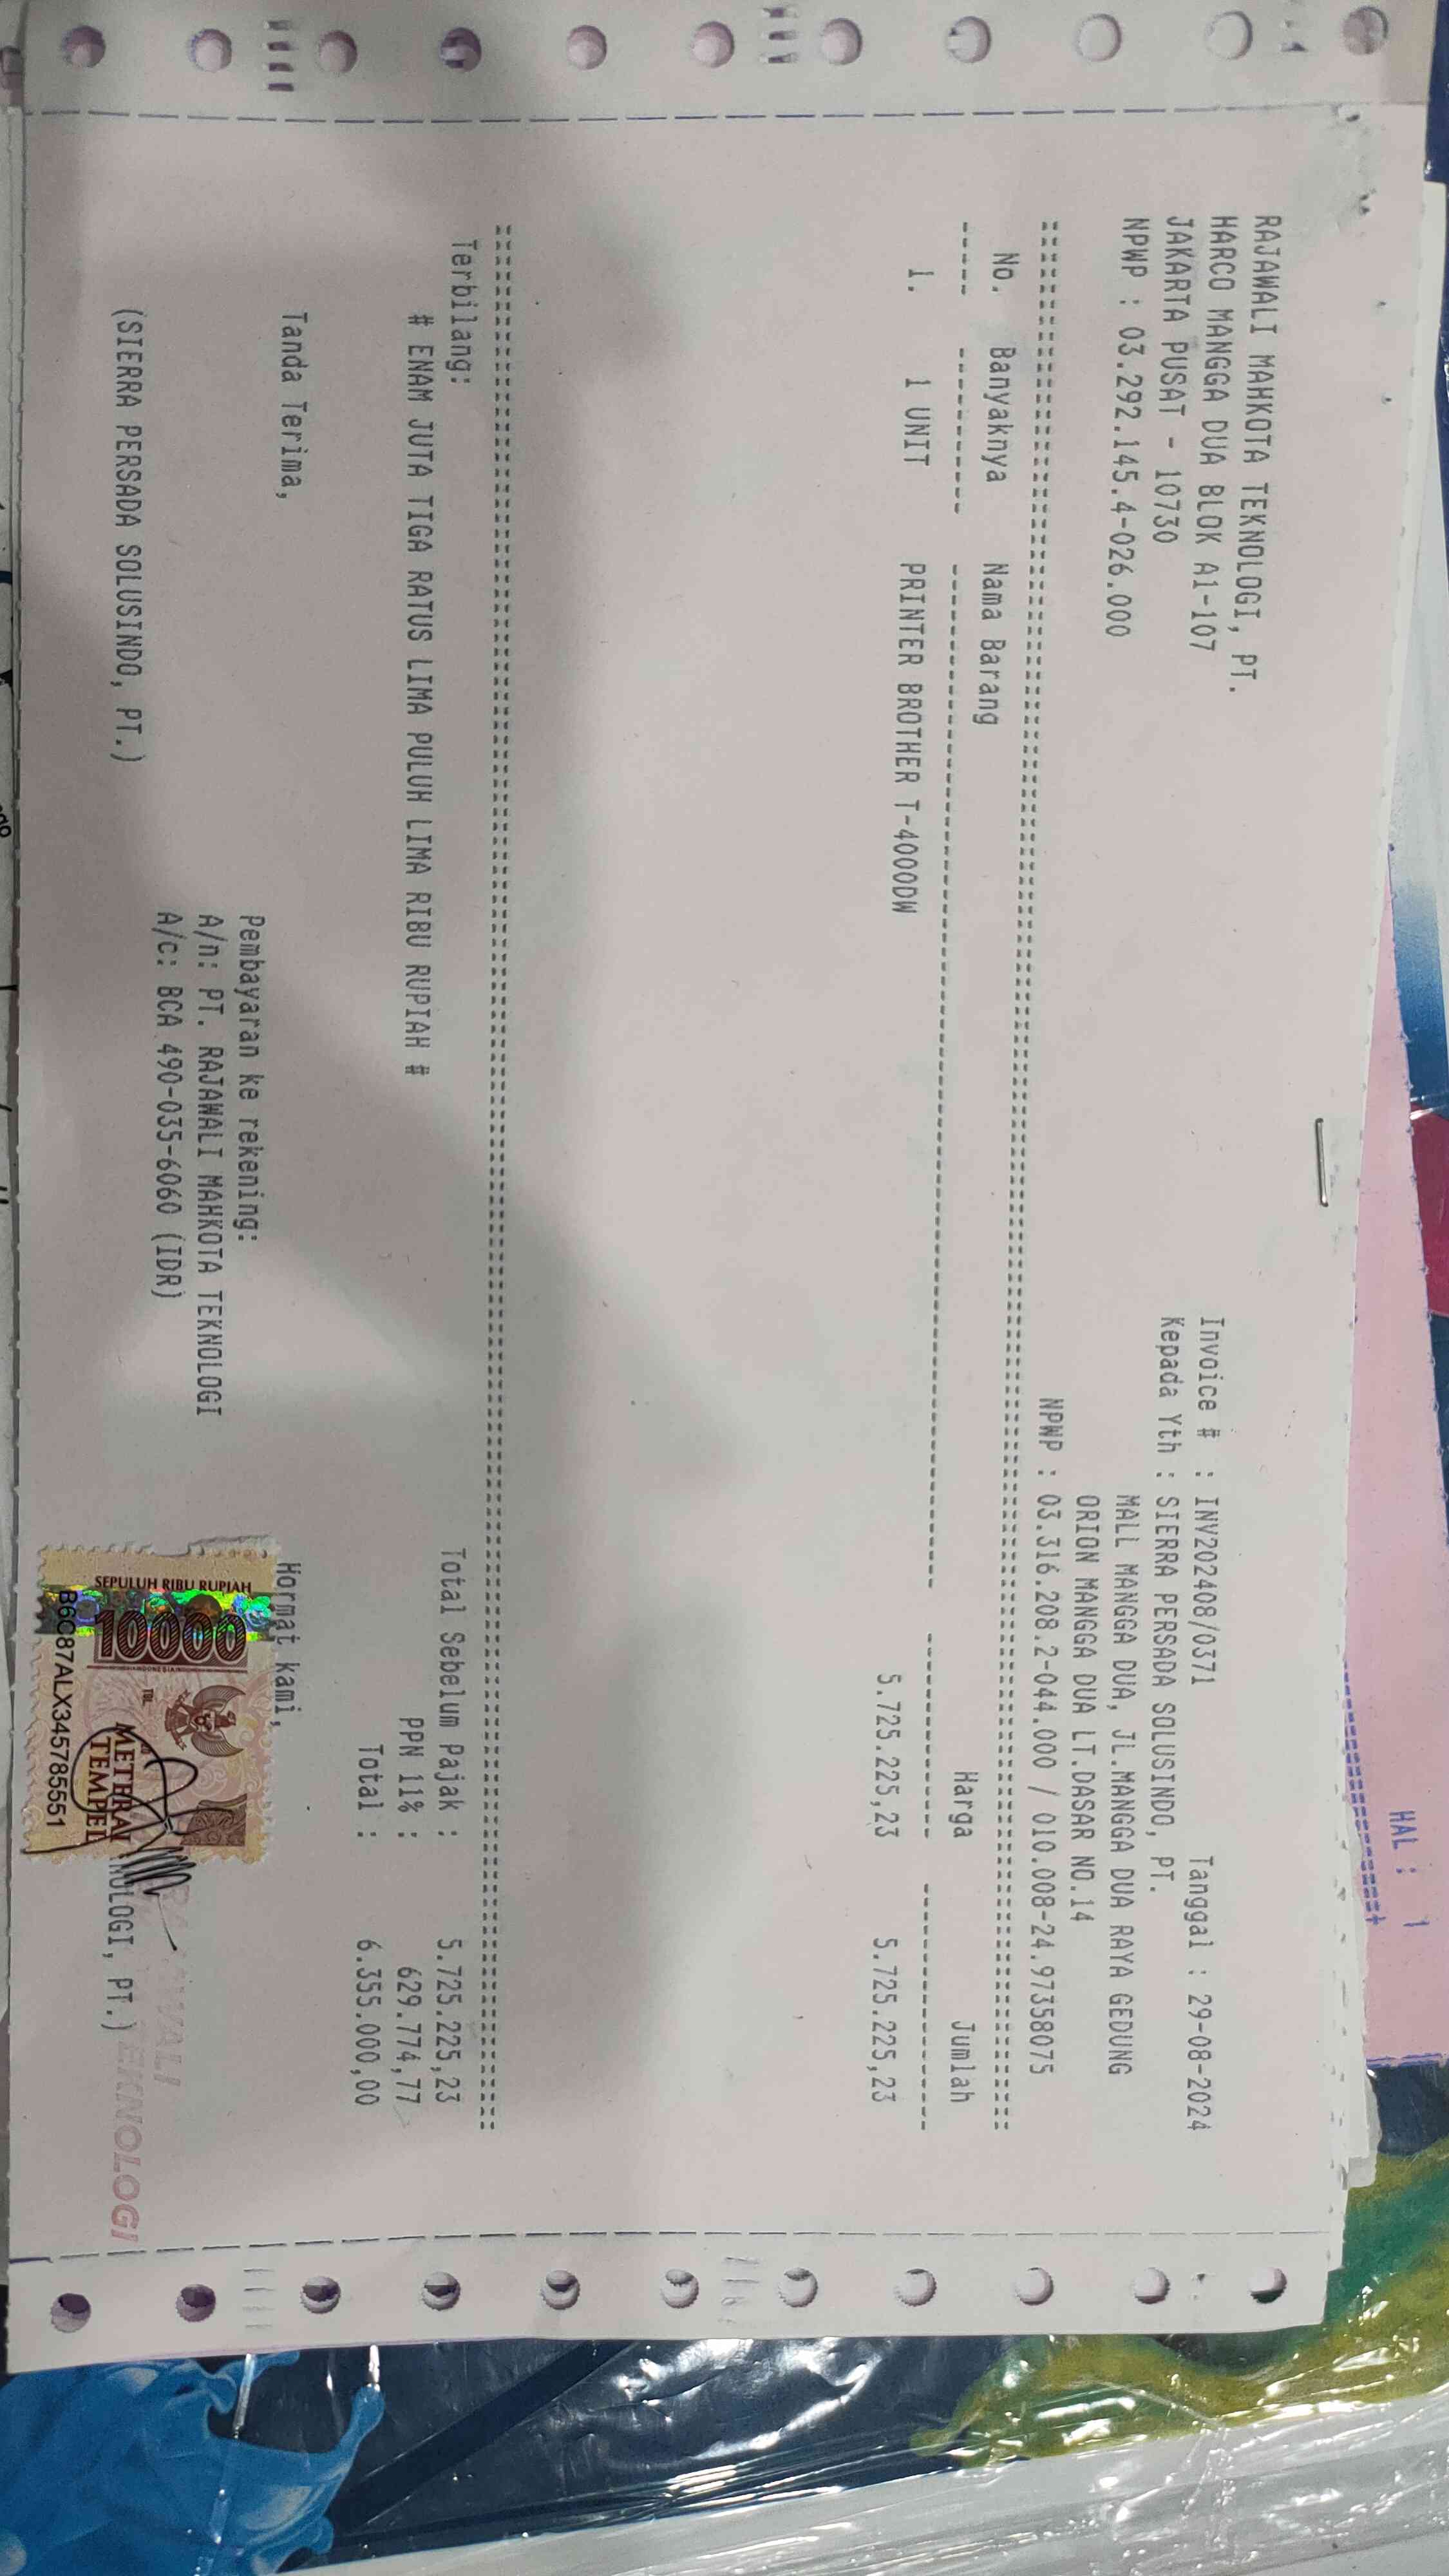 HAL : 1
RAJAWALI MAHKOTA TEKNOLOGI, PT.
HARCO MANGGA DUA BLOK A1-107
JAKARTA PUSAT - 10730
NPWP : 03.292.145.4-026.000
Invoice # : INV202408/0371 Tanggal : 29-08-2024
Kepada Yth : SIERRA PERSADA SOLUSINDO, PT.
MALL MANGGA DUA, JL.MANGGA DUA RAYA GEDUNG
ORION MANGGA DUA LT.DASAR NO.14
NPWP : 03.316.208.2-044.000 / 010.008-24.97358075
No. Banyaknya Nama Barang Harga Jumlah
1. 1 UNIT PRINTER BROTHER T-4000DW 5.725.225,23 5.725.225,23
Terbilang:
# ENAM JUTA TIGA RATUS LIMA PULUH LIMA RIBU RUPIAH #
Total Sebelum Pajak : 5.725.225,23
PPN 11% : 629.774,77
Total : 6.355.000,00
Tanda Terima,
(SIERRA PERSADA SOLUSINDO, PT.)
Pembayaran ke rekening:
A/n: PT. RAJAWALI MAHKOTA TEKNOLOGI
A/c: BCA 490-035-6060 (IDR)
Hormat kami,
SEPULUH RIBU RUPIAH
10000
TGL.
METERAI
TEMPEL
B6C87ALX345785551
NOLOGI, PT.)